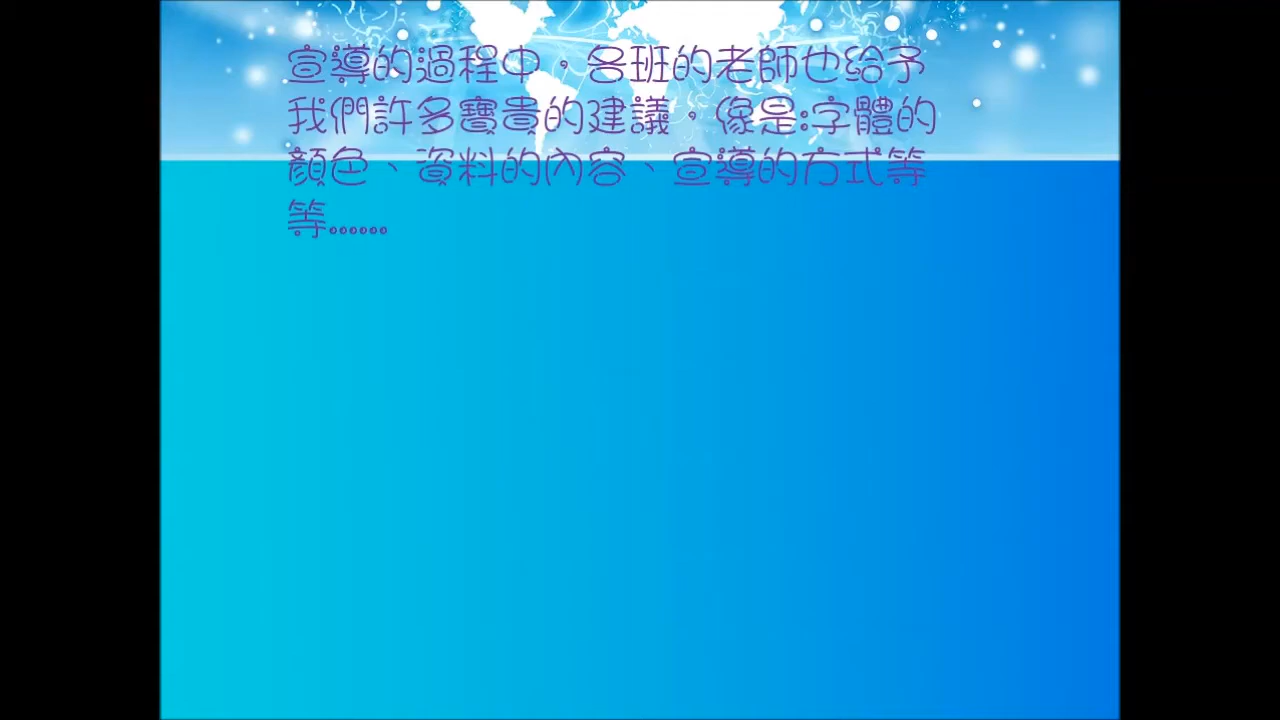 宣導的過程中，各班的老師也給予
我們許多寶貴的建議，像是:字體的
顏色、資料的內容、宣導的方式等
等......